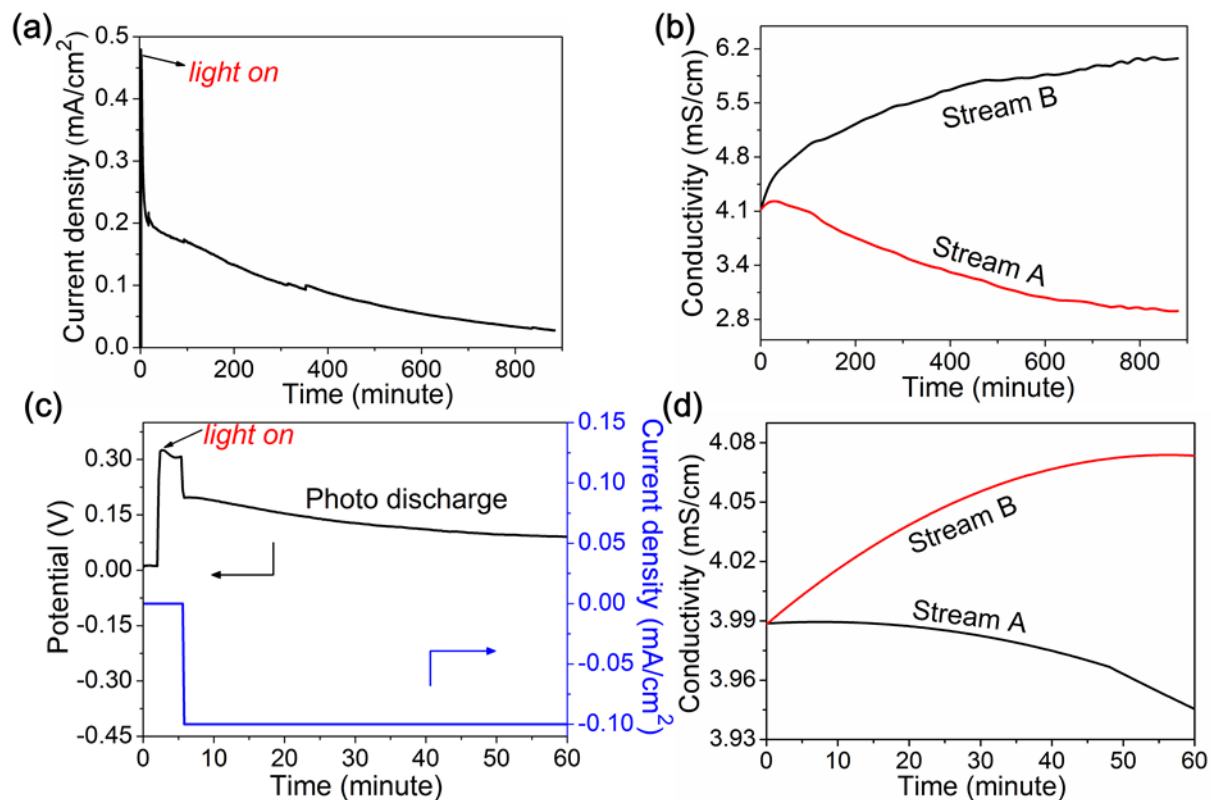 (a)
Current density (mA/cm²)
0.5
0.4
0.3
0.2
0.1
0.0
light on
0 200 400 600 800
Time (minute)
(b)
Conductivity (mS/cm)
6.2
5.5
4.8
4.1
3.4
2.8
Stream B
Stream A
0 200 400 600 800
Time (minute)
(c)
Potential (V)
0.30
0.15
0.00
-0.15
-0.30
-0.45
light on
Photo discharge
0.15
0.10
0.05
0.00
-0.05
-0.10
Current density (mA/cm²)
0 10 20 30 40 50 60
Time (minute)
(d)
Conductivity (mS/cm)
4.08
4.05
4.02
3.99
3.96
3.93
Stream B
Stream A
0 20 40 60
Time (minute)